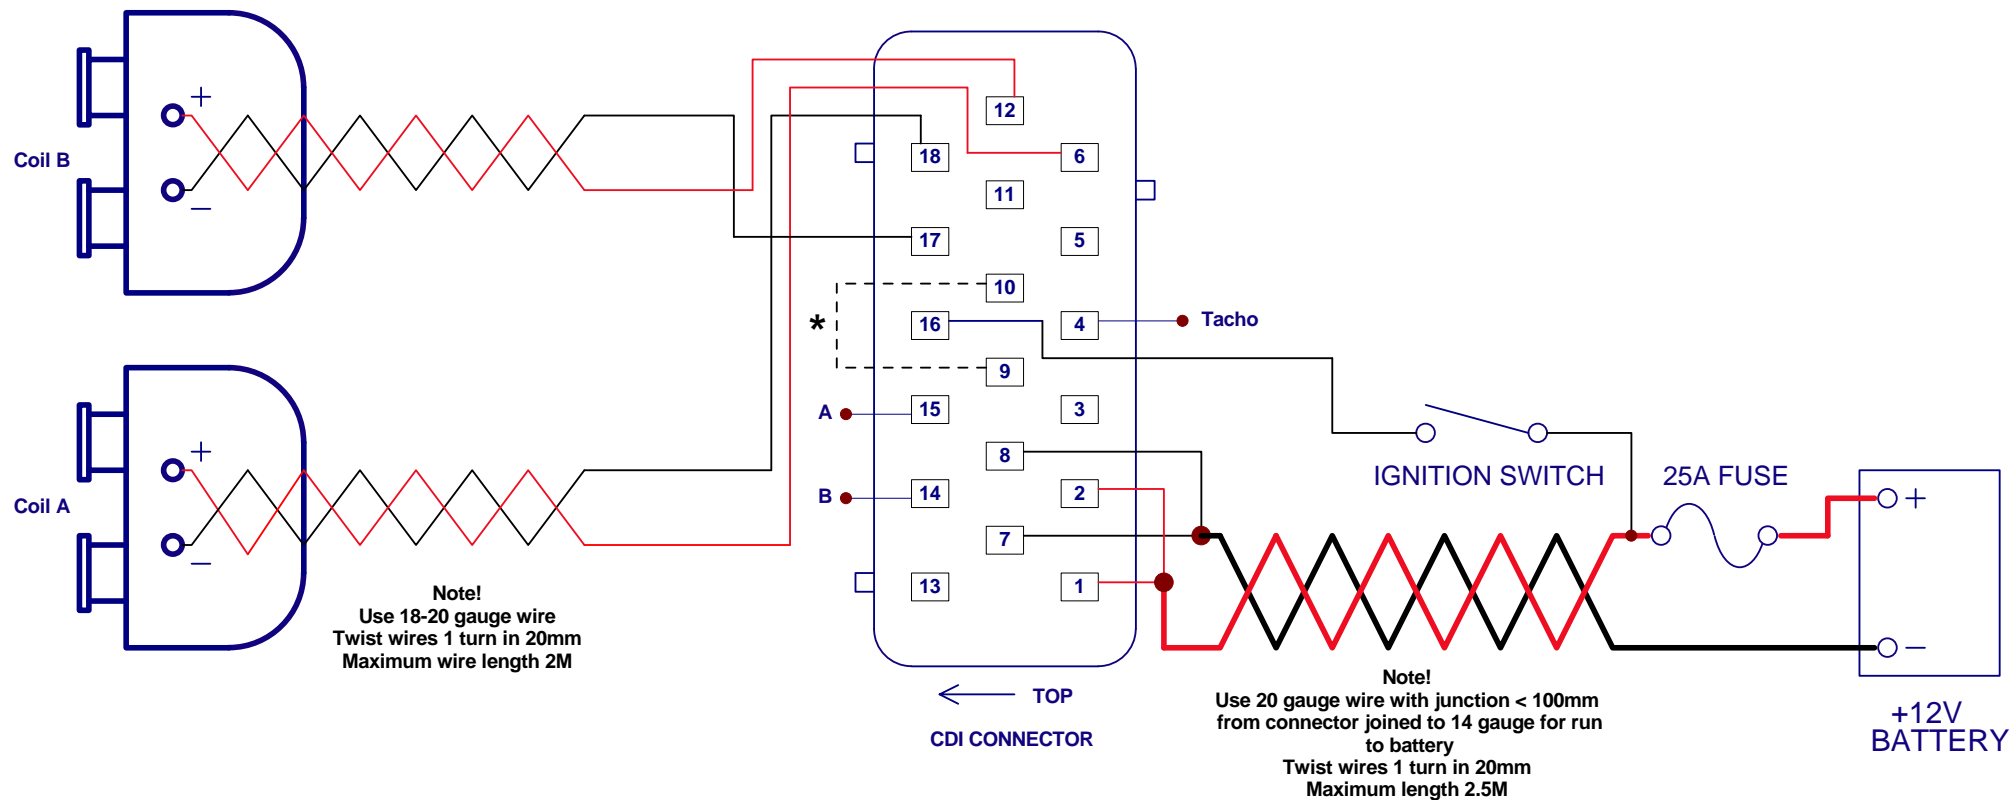 12
+
Coil B
18
6
–
11
17
5
10
*
16
4
Tacho
9
A
15
3
+
8
IGNITION SWITCH
25A FUSE
+
Coil A
B
14
2
7
–
13
1
–
Note!
Use 18-20 gauge wire
Twist wires 1 turn in 20mm
Maximum wire length 2M
TOP
CDI CONNECTOR
Note!
Use 20 gauge wire with junction < 100mm
from connector joined to 14 gauge for run
to battery
Twist wires 1 turn in 20mm
Maximum length 2.5M
+12V
BATTERY